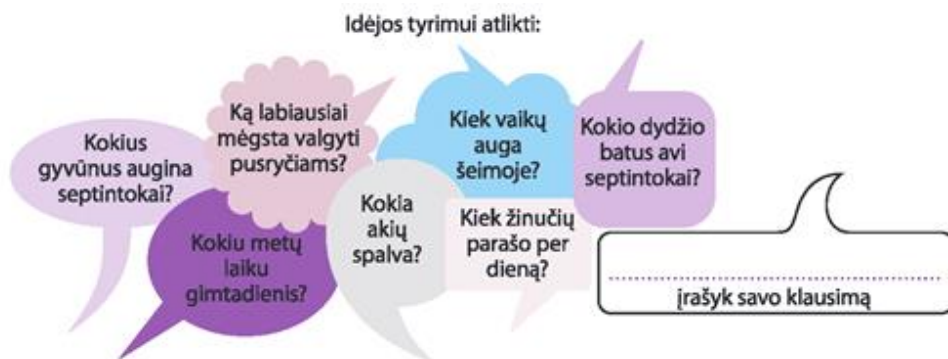 Idėjos tyrimui atlikti:
Kokius
gyvūnus augina
septintokai?
Ką labiausiai
mėgsta valgyti
pusryčiams?
Kiek vaikų
auga
šeimoje?
Kokio dydžio
batus avi
septintokai?
Kokiu metų
laiku
gimtadienis?
Kokia
akių
spalva?
Kiek žinučių
parašo per
dieną?
įrašyk savo klausimą